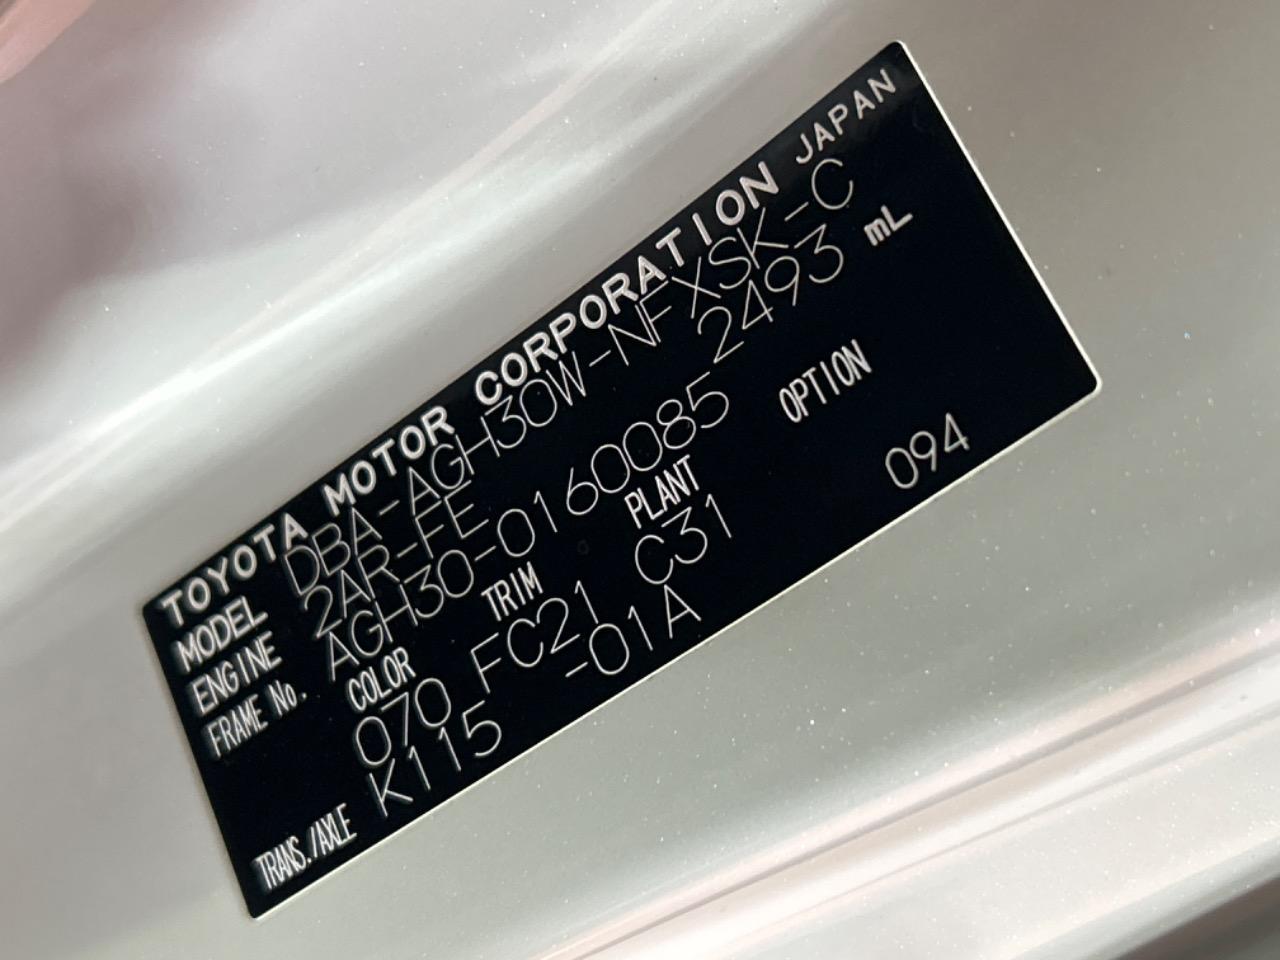 TOYOTA MOTOR CORPORATION JAPAN
MODEL DBA-AGH30W-NFXSK-C
ENGINE 2AR-FE 2493 mL
FRAME No. AGH30-0160085
COLOR TRIM PLANT OPTION
070 FC21 C31 094
TRANS./AXLE K115 -01A